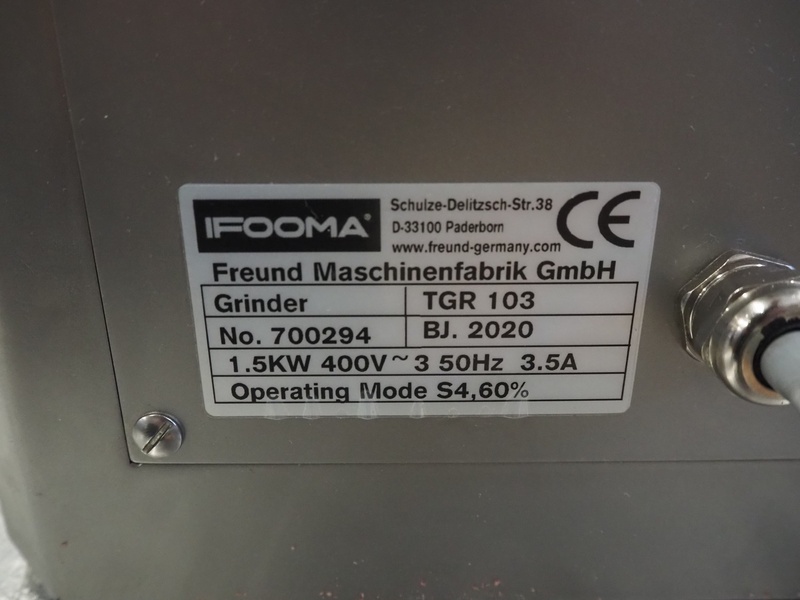 IFOOMA®
Schulze-Delitzsch-Str.38
D-33100 Paderborn
www.freund-germany.com
CE
Freund Maschinenfabrik GmbH
Grinder TGR 103
No. 700294 BJ. 2020
1.5KW 400V~3 50Hz 3.5A
Operating Mode S4,60%